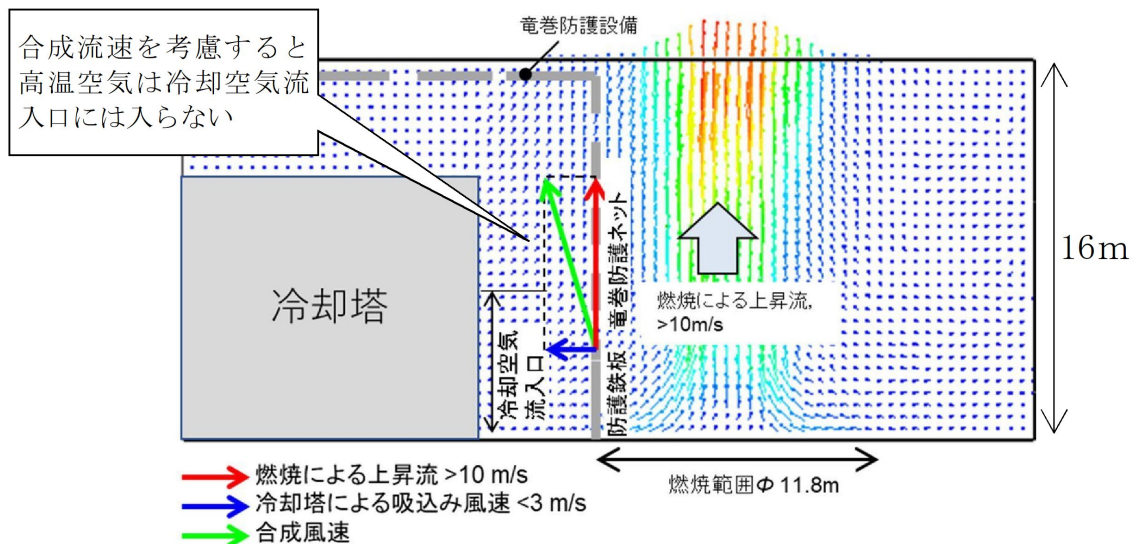 合成流速を考慮すると
高温空気は冷却空気流
入口には入らない
竜巻防護設備
16m
冷却塔
冷却空気
流入口
竜巻防護ネット
防護鉄板
燃焼による上昇流,
>10m/s
燃焼範囲Φ 11.8m
燃焼による上昇流 >10 m/s
冷却塔による吸込み風速 <3 m/s
合成風速